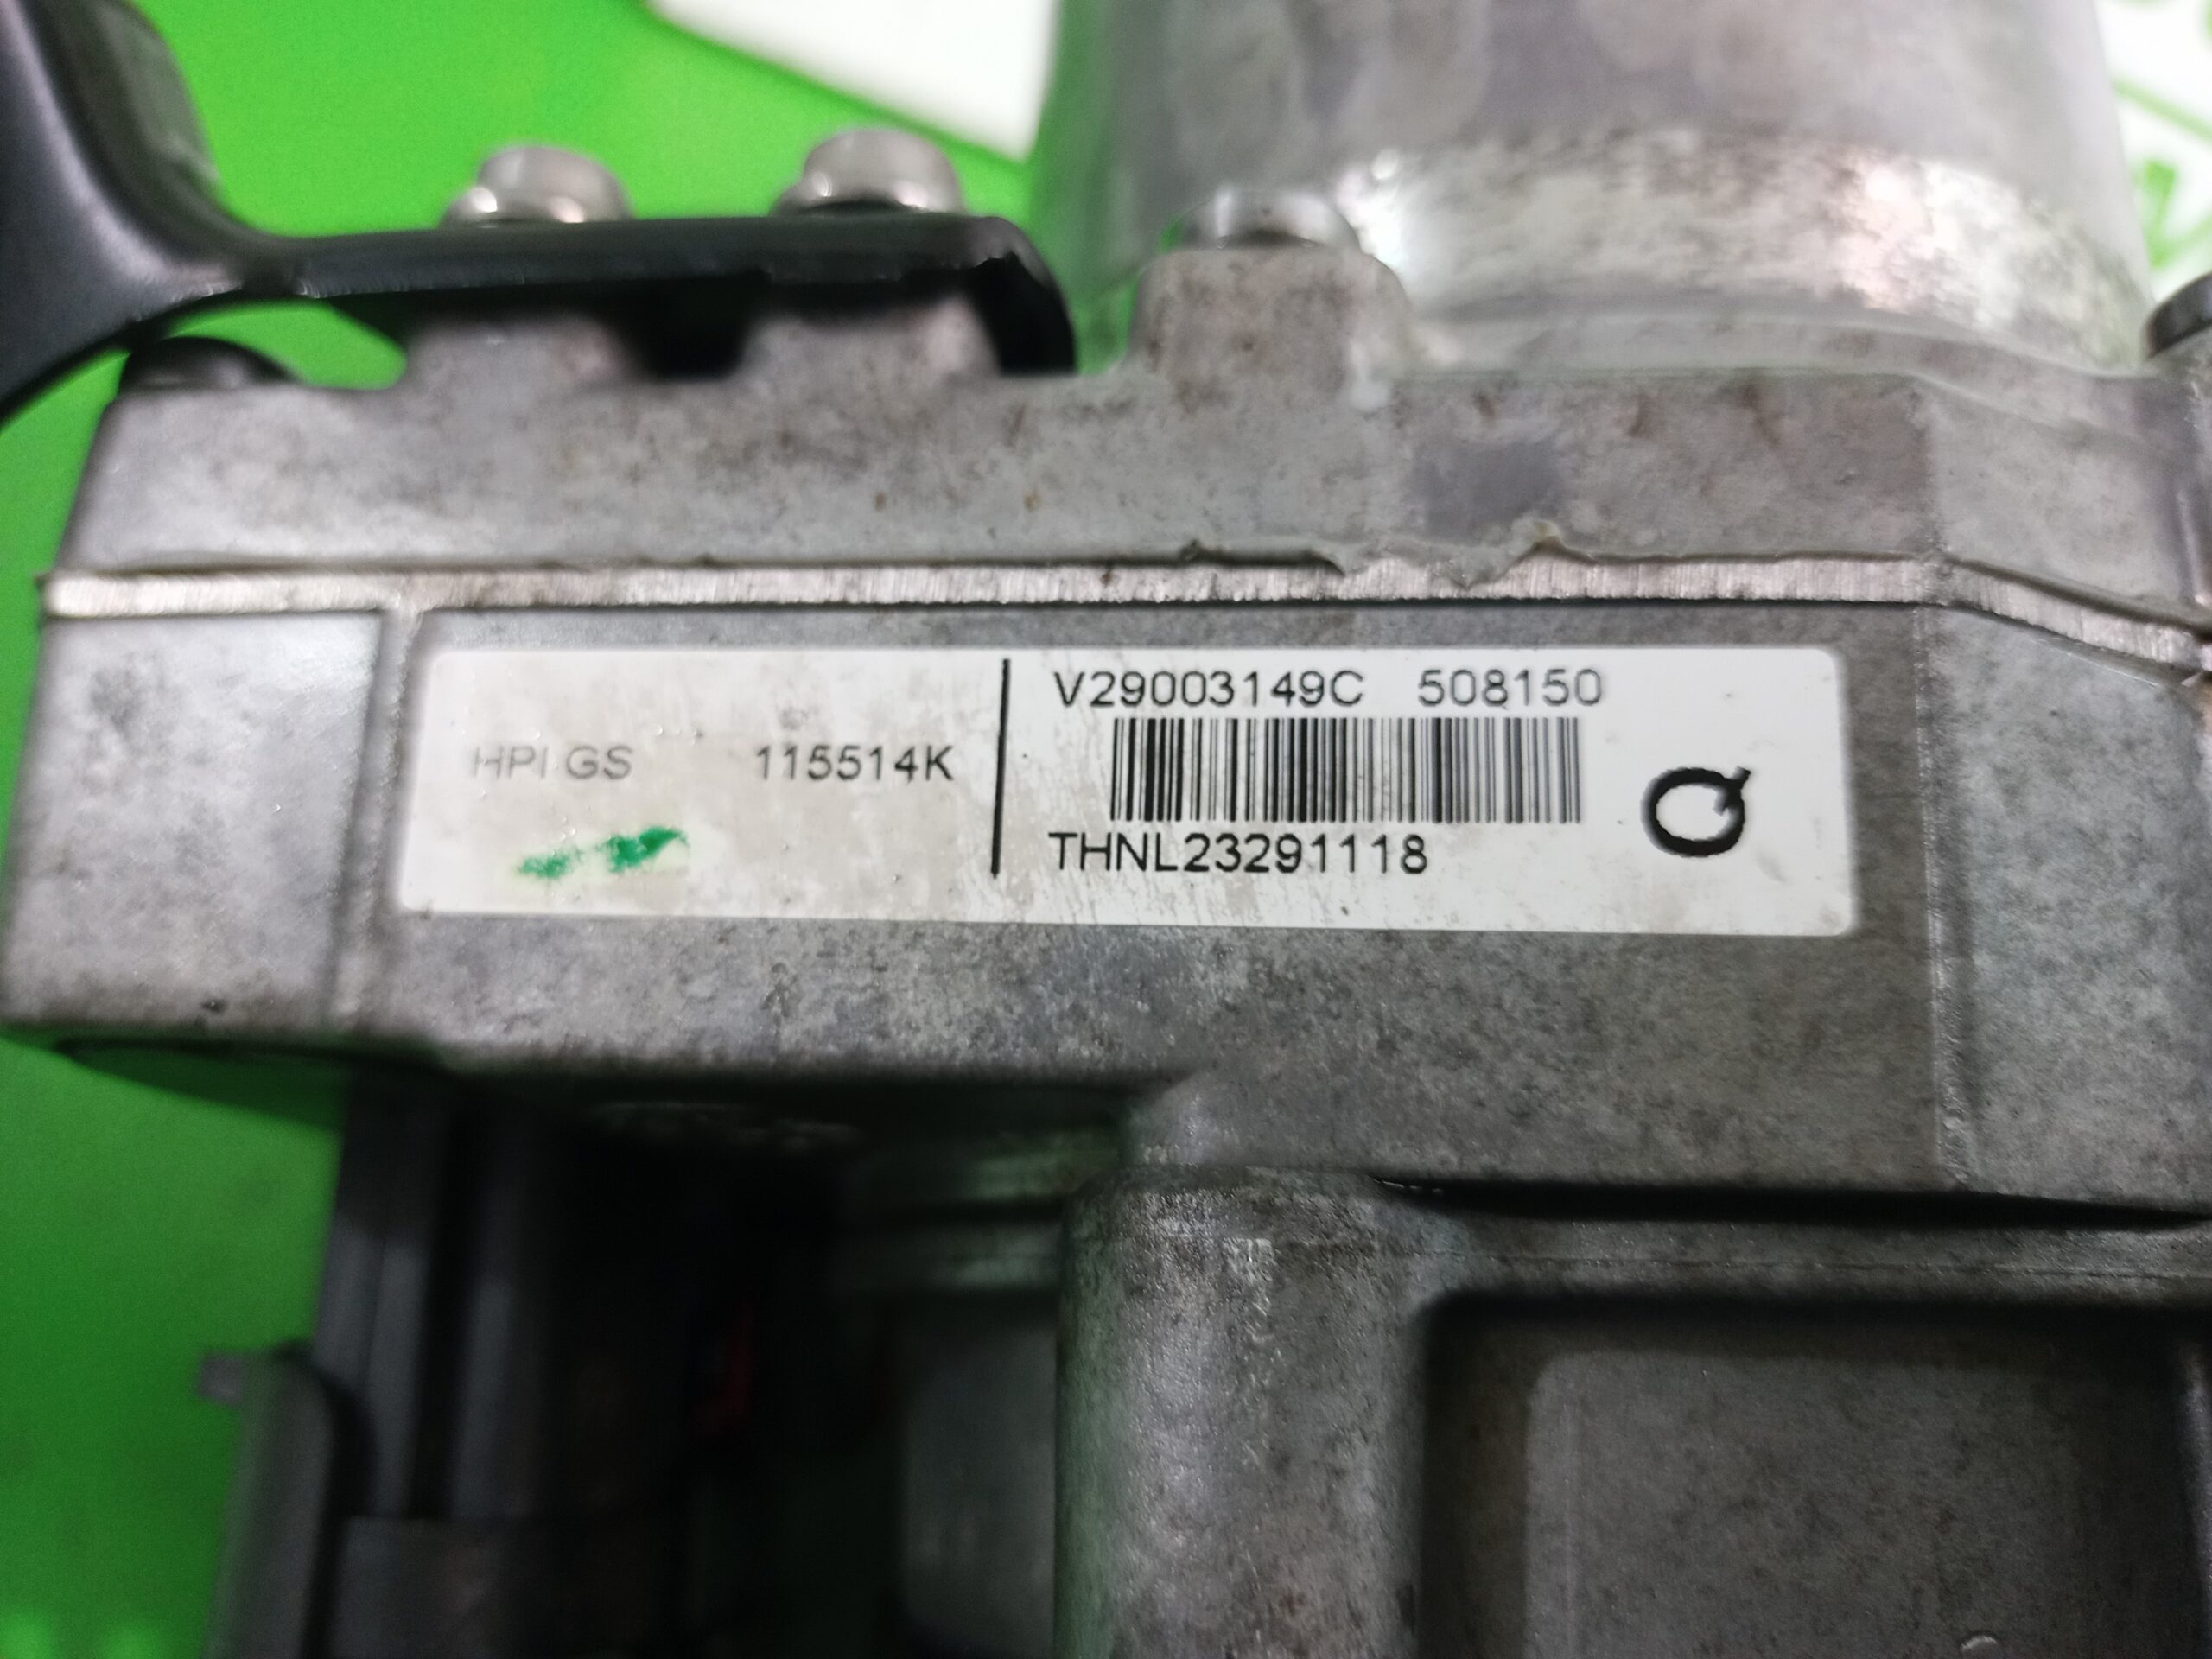 HPI GS 115514K
V29003149C 508150
THNL23291118
Q